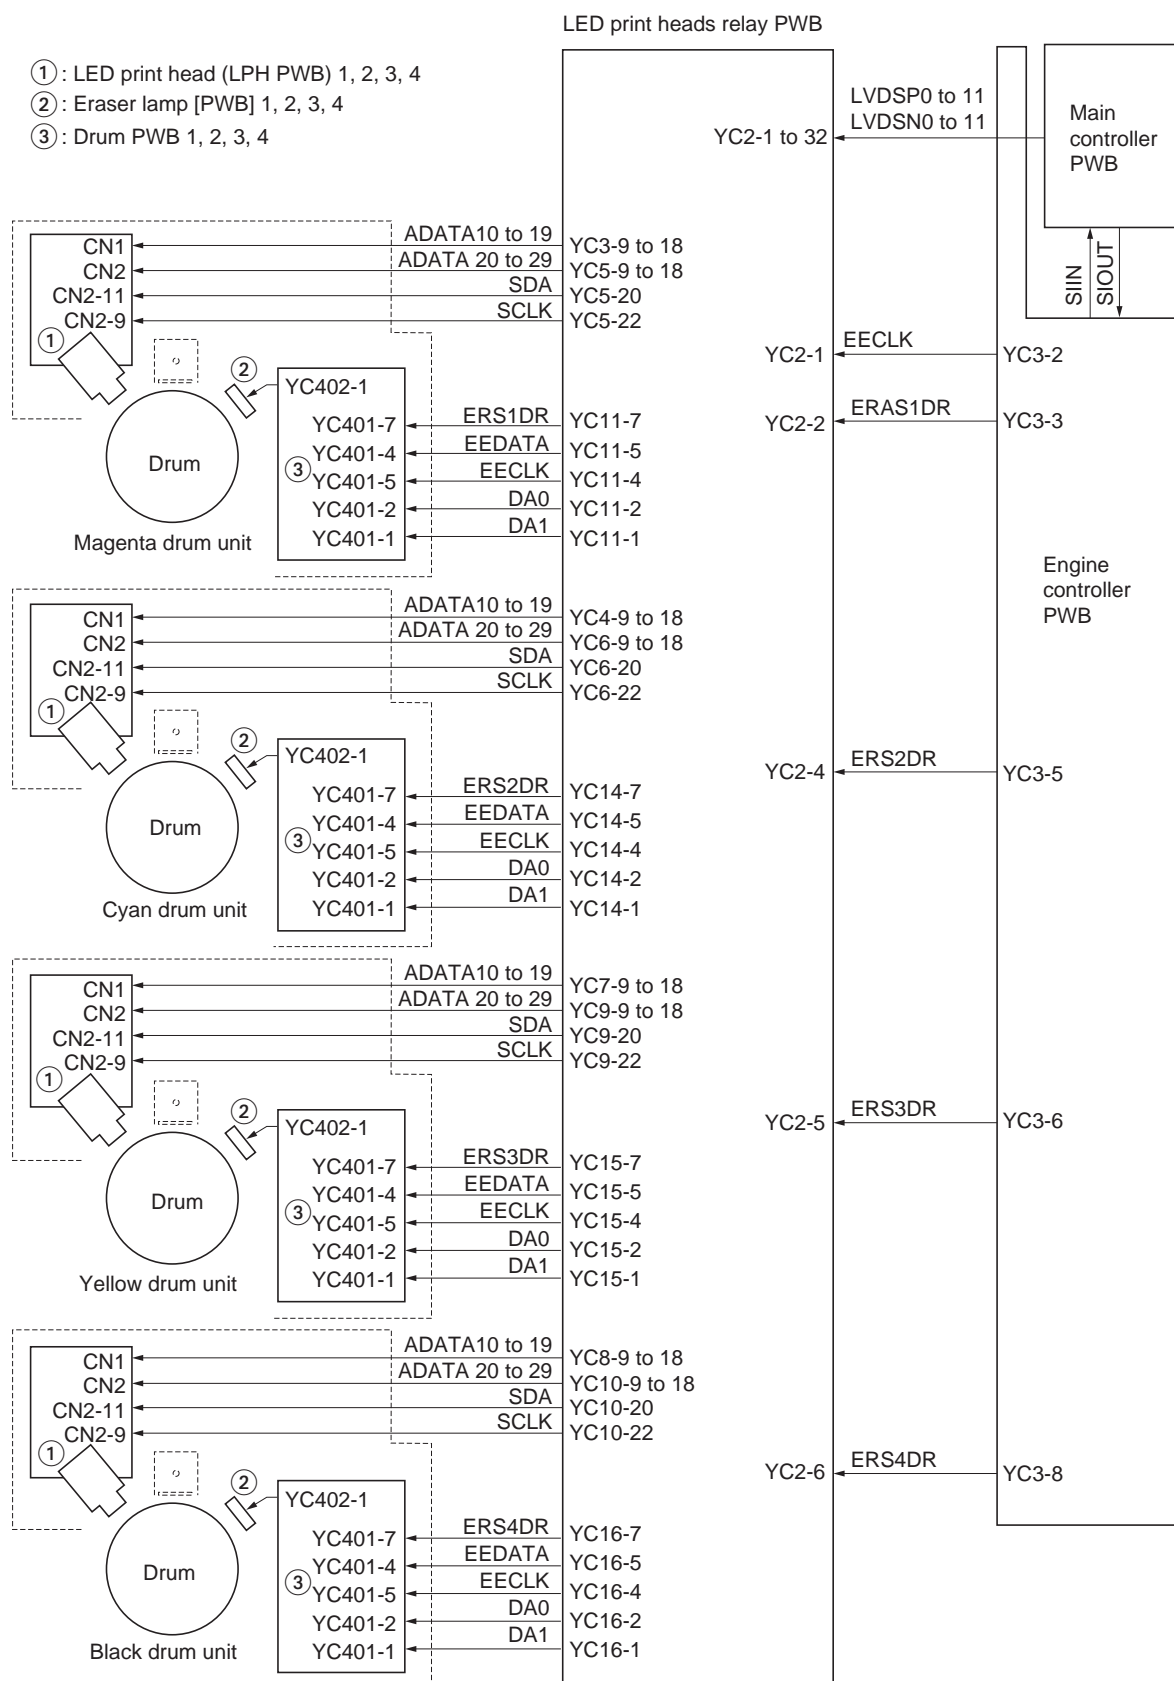 LED print heads relay PWB
1 : LED print head (LPH PWB) 1, 2, 3, 4
2 : Eraser lamp [PWB] 1, 2, 3, 4
3 : Drum PWB 1, 2, 3, 4
LVDSP0 to 11
LVDSN0 to 11
YC2-1 to 32
Main
controller
PWB
SIIN
SIOUT
CN1
ADATA10 to 19
YC3-9 to 18
CN2
ADATA 20 to 29
YC5-9 to 18
CN2-11
SDA
YC5-20
CN2-9
SCLK
YC5-22
1
2
YC2-1
EECLK
YC3-2
YC402-1
YC401-7
ERS1DR
YC11-7
YC2-2
ERAS1DR
YC3-3
YC401-4
EEDATA
YC11-5
Drum
3
YC401-5
EECLK
YC11-4
YC401-2
DA0
YC11-2
YC401-1
DA1
YC11-1
Magenta drum unit
Engine
controller
PWB
CN1
ADATA10 to 19
YC4-9 to 18
CN2
ADATA 20 to 29
YC6-9 to 18
CN2-11
SDA
YC6-20
CN2-9
SCLK
YC6-22
1
2
YC402-1
YC2-4
ERS2DR
YC3-5
YC401-7
ERS2DR
YC14-7
YC401-4
EEDATA
YC14-5
Drum
3
YC401-5
EECLK
YC14-4
YC401-2
DA0
YC14-2
YC401-1
DA1
YC14-1
Cyan drum unit
CN1
ADATA10 to 19
YC7-9 to 18
CN2
ADATA 20 to 29
YC9-9 to 18
CN2-11
SDA
YC9-20
CN2-9
SCLK
YC9-22
1
2
YC402-1
YC2-5
ERS3DR
YC3-6
YC401-7
ERS3DR
YC15-7
YC401-4
EEDATA
YC15-5
Drum
3
YC401-5
EECLK
YC15-4
YC401-2
DA0
YC15-2
YC401-1
DA1
YC15-1
Yellow drum unit
CN1
ADATA10 to 19
YC8-9 to 18
CN2
ADATA 20 to 29
YC10-9 to 18
CN2-11
SDA
YC10-20
CN2-9
SCLK
YC10-22
1
2
YC2-6
ERS4DR
YC3-8
YC402-1
YC401-7
ERS4DR
YC16-7
YC401-4
EEDATA
YC16-5
Drum
3
YC401-5
EECLK
YC16-4
YC401-2
DA0
YC16-2
YC401-1
DA1
YC16-1
Black drum unit